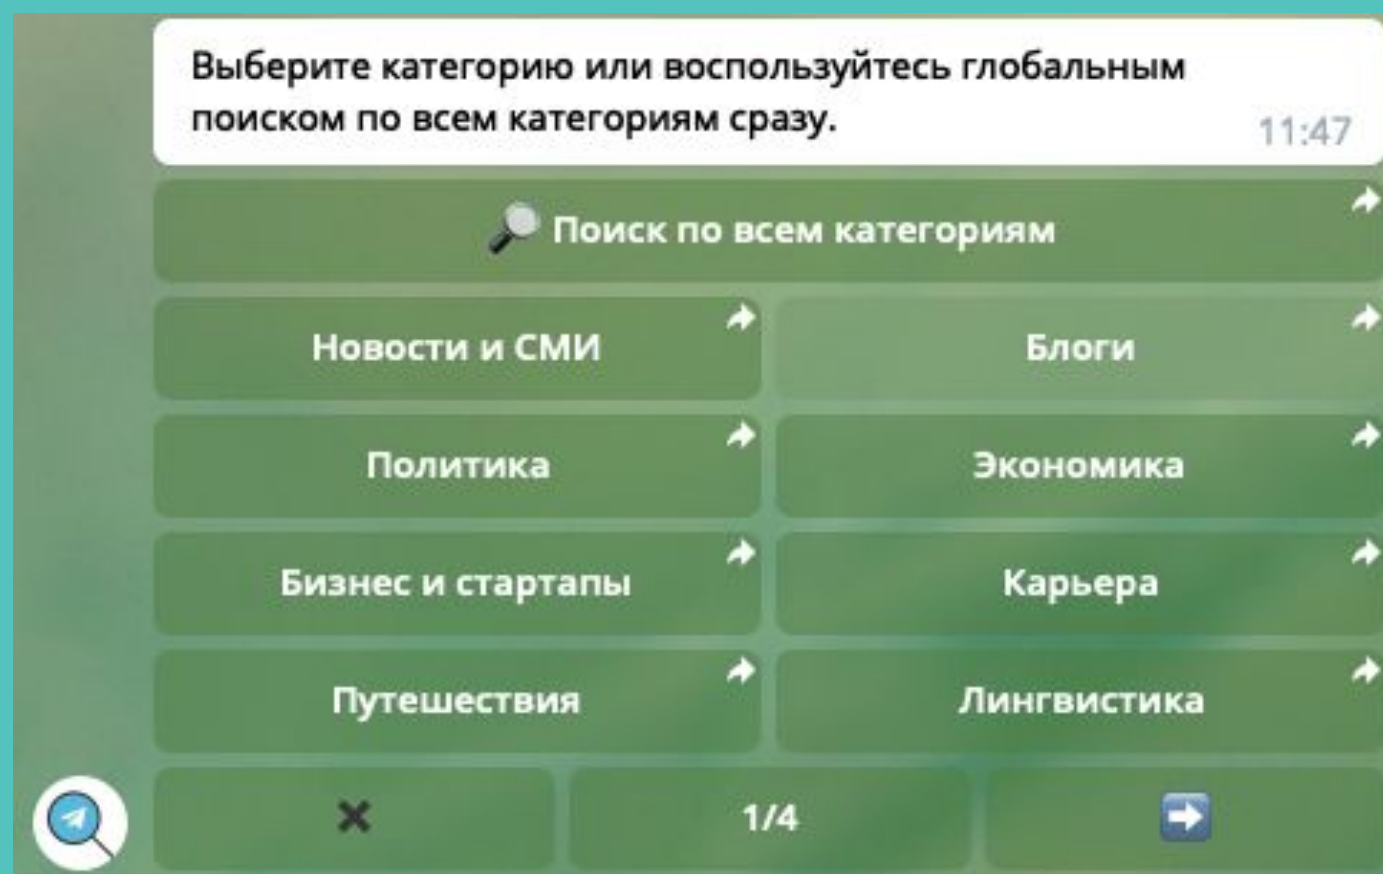 Выберите категорию или воспользуйтесь глобальным
поиском по всем категориям сразу.
11:47
Поиск по всем категориям
Новости и СМИ
Блоги
Политика
Экономика
Бизнес и стартапы
Карьера
Путешествия
Лингвистика
1/4